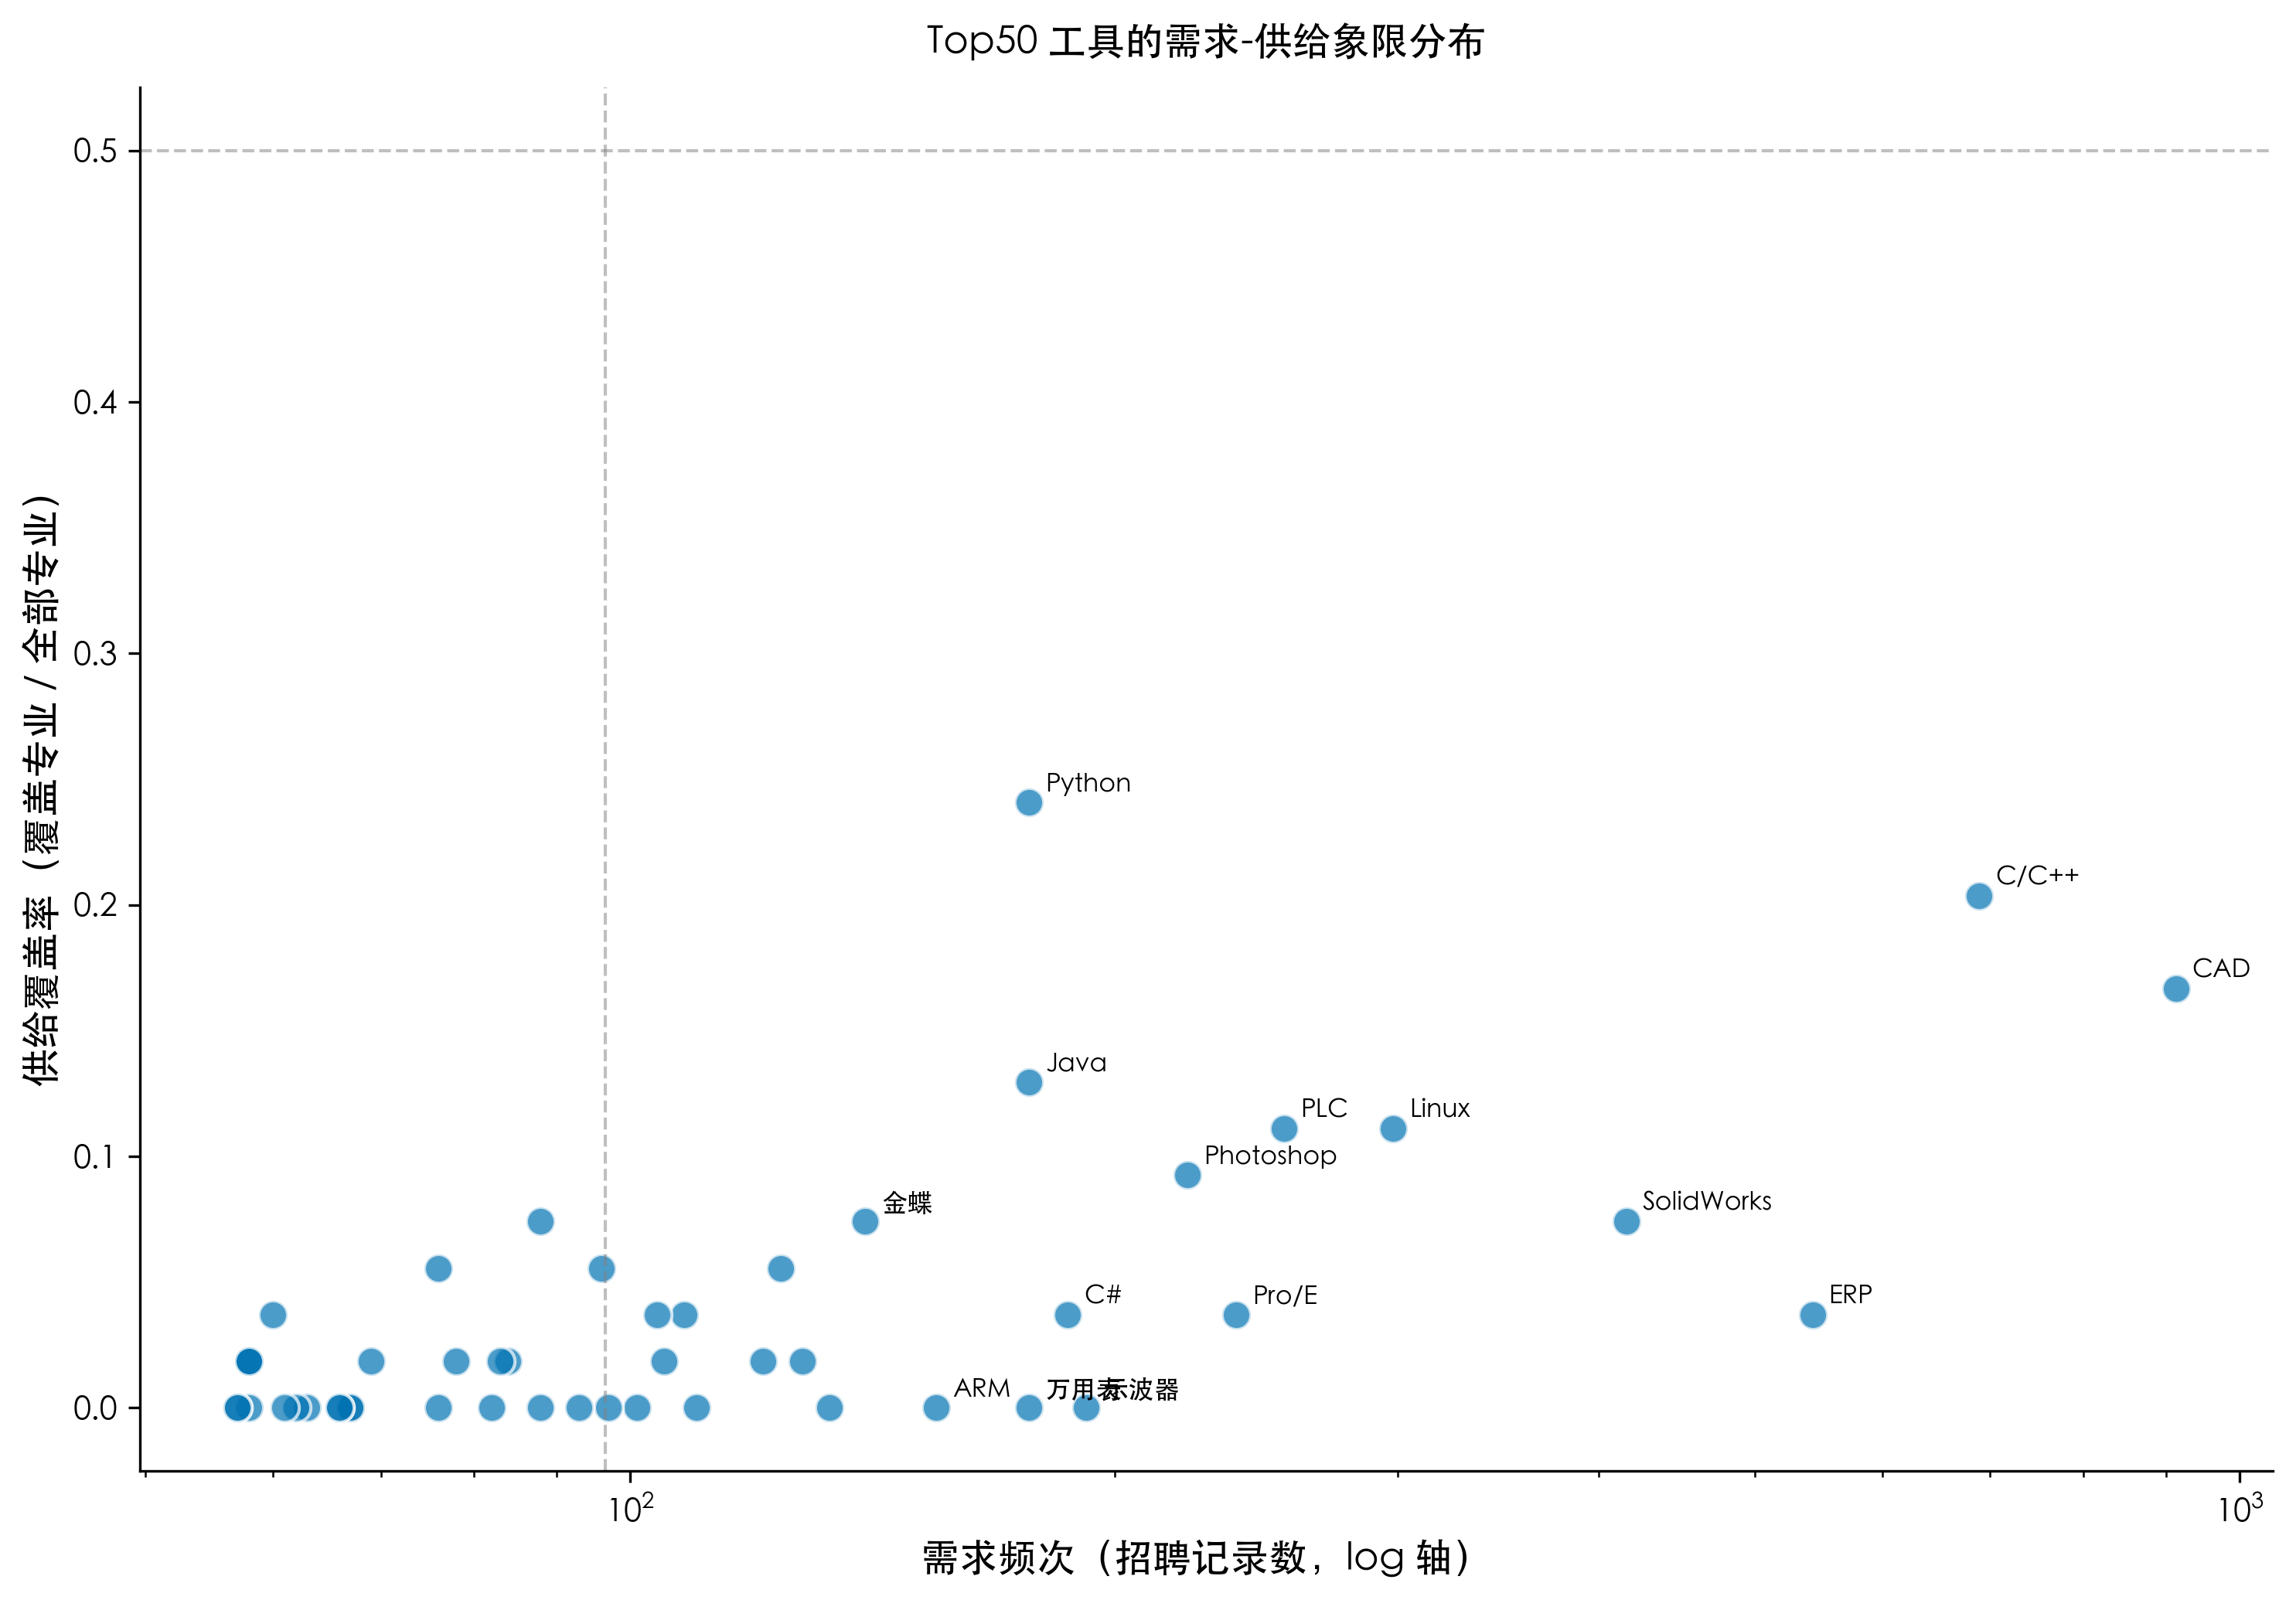 Top50 工具的需求-供给象限分布
供给覆盖率（覆盖专业 / 全部专业）
0.5
0.4
0.3
0.2
0.1
0.0
Python
C/C++
CAD
Java
PLC
Linux
Photoshop
金蝶
SolidWorks
C#
Pro/E
ERP
ARM
万用表
示波器
10²
10³
需求频次（招聘记录数，log 轴）